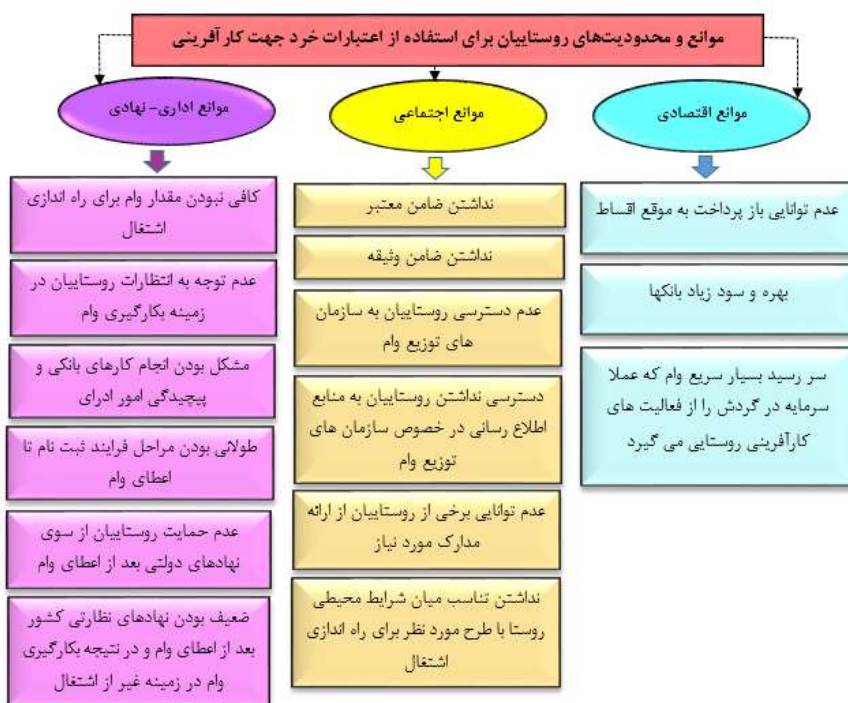 موانع و محدودیت‌های روستاییان برای استفاده از اعتبارات خرد جهت کارآفرینی
موانع اقتصادی
عدم توانایی باز پرداخت به موقع اقساط
بهره و سود زیاد بانکها
سر رسید بسیار سریع وام که عملا
سرمایه در گردش را از فعالیت های
کارآفرینی روستایی می گیرد
موانع اجتماعی
نداشتن ضامن معتبر
نداشتن ضامن وثیقه
عدم دسترسی روستاییان به سازمان
های توزیع وام
دسترسی نداشتن روستاییان به منابع
اطلاع رسانی در خصوص سازمان های
توزیع وام
عدم توانایی برخی از روستاییان از ارائه
مدارک مورد نیاز
نداشتن تناسب میان شرایط محیطی
روستا با طرح مورد نظر برای راه اندازی
اشتغال
موانع اداری- نهادی
کافی نبودن مقدار وام برای راه اندازی
اشتغال
عدم توجه به انتظارات روستاییان در
زمینه بکارگیری وام
مشکل بودن انجام کارهای بانکی و
پیچیدگی امور ادرای
طولانی بودن مراحل فرایند ثبت نام تا
اعطای وام
عدم حمایت روستاییان از سوی
نهادهای دولتی بعد از اعطای وام
ضعیف بودن نهادهای نظارتی کشور
بعد از اعطای وام و در نتیجه بکارگیری
وام در زمینه غیر از اشتغال